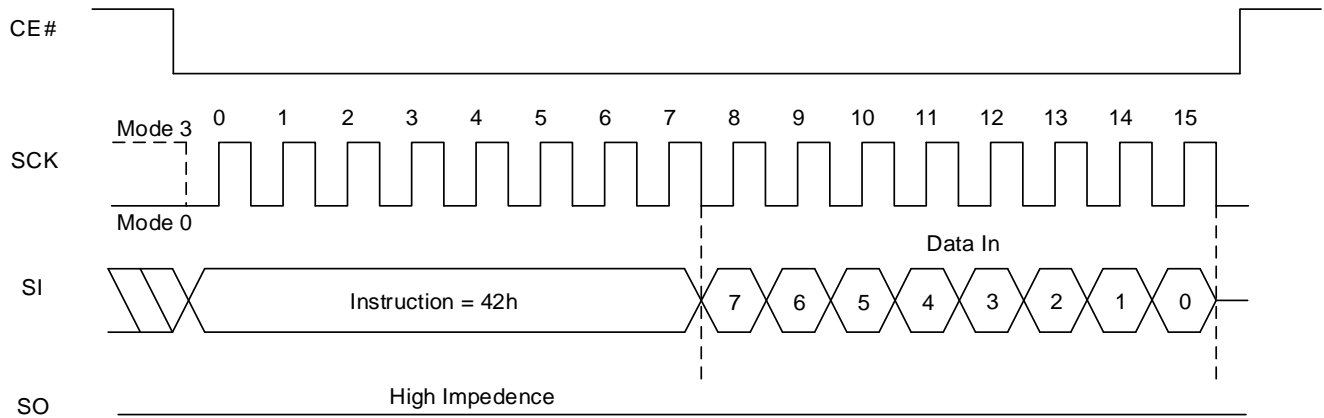 CE#
Mode 3
0 1 2 3 4 5 6 7 8 9 10 11 12 13 14 15
SCK
Mode 0
Data In
SI
Instruction = 42h
7 6 5 4 3 2 1 0
High Impedence
SO